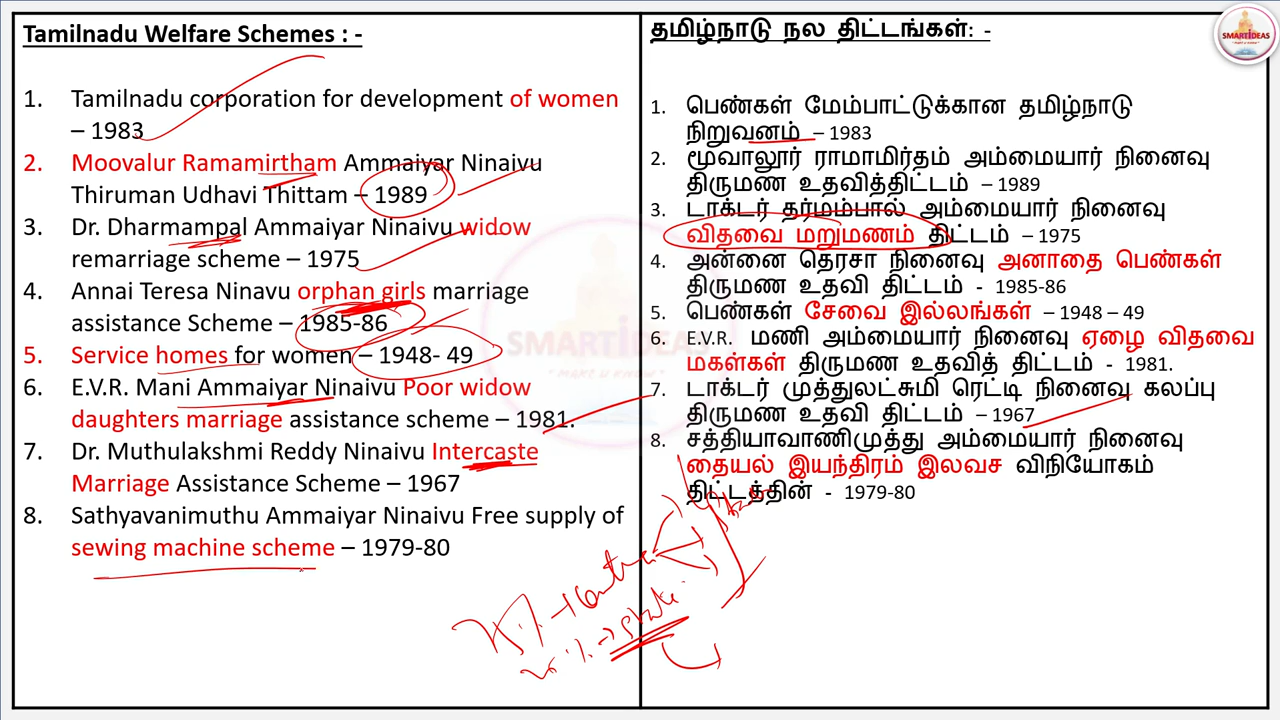 Tamilnadu Welfare Schemes : -
1. Tamilnadu corporation for development of women
– 1983
2. Moovalur Ramamirtham Ammaiyar Ninaivu
Thiruman Udhavi Thittam – 1989
3. Dr. Dharmampal Ammaiyar Ninaivu widow
remarriage scheme – 1975
4. Annai Teresa Ninavu orphan girls marriage
assistance Scheme – 1985-86
5. Service homes for women – 1948- 49
6. E.V.R. Mani Ammaiyar Ninaivu Poor widow
daughters marriage assistance scheme – 1981.
7. Dr. Muthulakshmi Reddy Ninaivu Intercaste
Marriage Assistance Scheme – 1967
8. Sathyavanimuthu Ammaiyar Ninaivu Free supply of
sewing machine scheme – 1979-80
தமிழ்நாடு நல திட்டங்கள்: -
1. பெண்கள் மேம்பாட்டுக்கான தமிழ்நாடு
நிறுவனம் – 1983
2. மூவாலூர் ராமாமிர்தம் அம்மையார் நினைவு
திருமண உதவித்திட்டம் – 1989
3. டாக்டர் தர்மம்பால் அம்மையார் நினைவு
விதவை மறுமணம் திட்டம் – 1975
4. அன்னை தெரசா நினைவு அனாதை பெண்கள்
திருமண உதவி திட்டம் - 1985-86
5. பெண்கள் சேவை இல்லங்கள் – 1948 – 49
6. E.V.R. மணி அம்மையார் நினைவு ஏழை விதவை
மகள்கள் திருமண உதவித் திட்டம் - 1981.
7. டாக்டர் முத்துலட்சுமி ரெட்டி நினைவு கலப்பு
திருமண உதவி திட்டம் – 1967
8. சத்தியாவாணிமுத்து அம்மையார் நினைவு
தையல் இயந்திரம் இலவச விநியோகம்
திட்டத்தின் - 1979-80
SMARTIDEAS
SMARTIDEAS
- MAKE U KNOW -